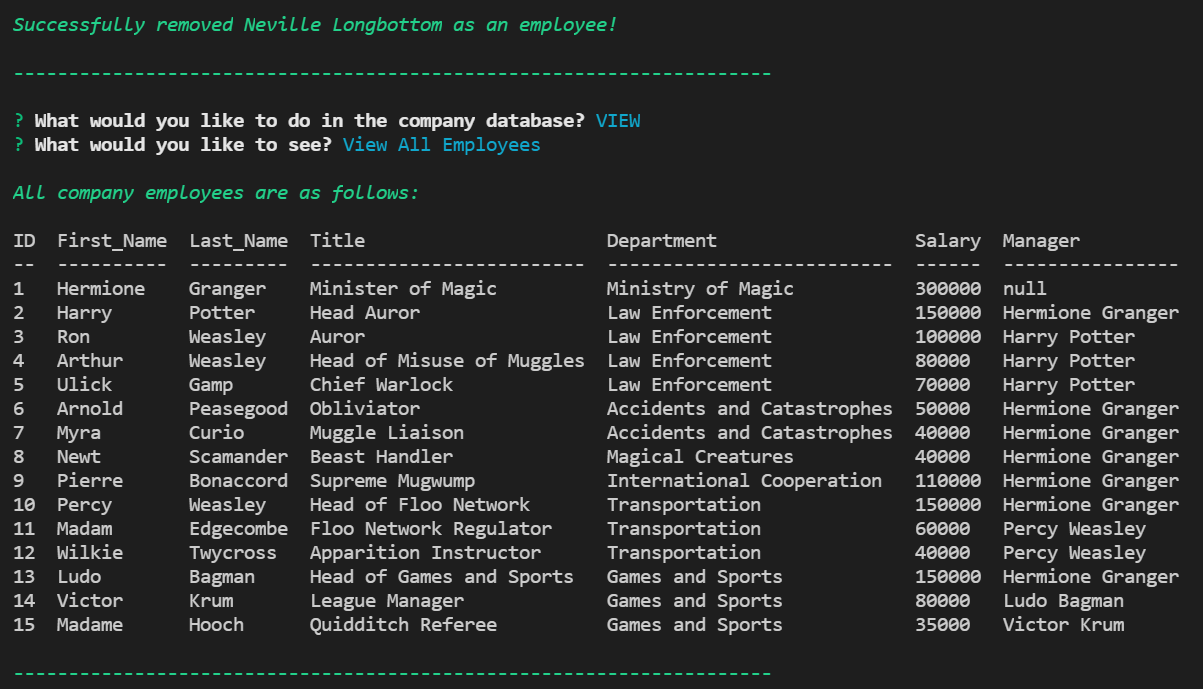 Successfully removed Neville Longbottom as an employee!
---------------------------------------------------------------------
? What would you like to do in the company database? VIEW
? What would you like to see? View All Employees
All company employees are as follows:
ID  First_Name  Last_Name  Title                      Department                  Salary  Manager
--  ----------  ---------  -------------------------  --------------------------  ------  ----------------
1   Hermione    Granger    Minister of Magic          Ministry of Magic           300000  null
2   Harry       Potter     Head Auror                 Law Enforcement             150000  Hermione Granger
3   Ron         Weasley    Auror                      Law Enforcement             100000  Harry Potter
4   Arthur      Weasley    Head of Misuse of Muggles  Law Enforcement             80000   Harry Potter
5   Ulick       Gamp       Chief Warlock              Law Enforcement             70000   Harry Potter
6   Arnold      Peasegood  Obliviator                 Accidents and Catastrophes  50000   Hermione Granger
7   Myra        Curio      Muggle Liaison             Accidents and Catastrophes  40000   Hermione Granger
8   Newt        Scamander  Beast Handler              Magical Creatures           40000   Hermione Granger
9   Pierre      Bonaccord  Supreme Mugwump            International Cooperation   110000  Hermione Granger
10  Percy       Weasley    Head of Floo Network       Transportation              150000  Hermione Granger
11  Madam       Edgecombe  Floo Network Regulator     Transportation              60000   Percy Weasley
12  Wilkie      Twycross   Apparition Instructor      Transportation              40000   Percy Weasley
13  Ludo        Bagman     Head of Games and Sports   Games and Sports            150000  Hermione Granger
14  Victor      Krum       League Manager             Games and Sports            80000   Ludo Bagman
15  Madame      Hooch      Quidditch Referee          Games and Sports            35000   Victor Krum
---------------------------------------------------------------------